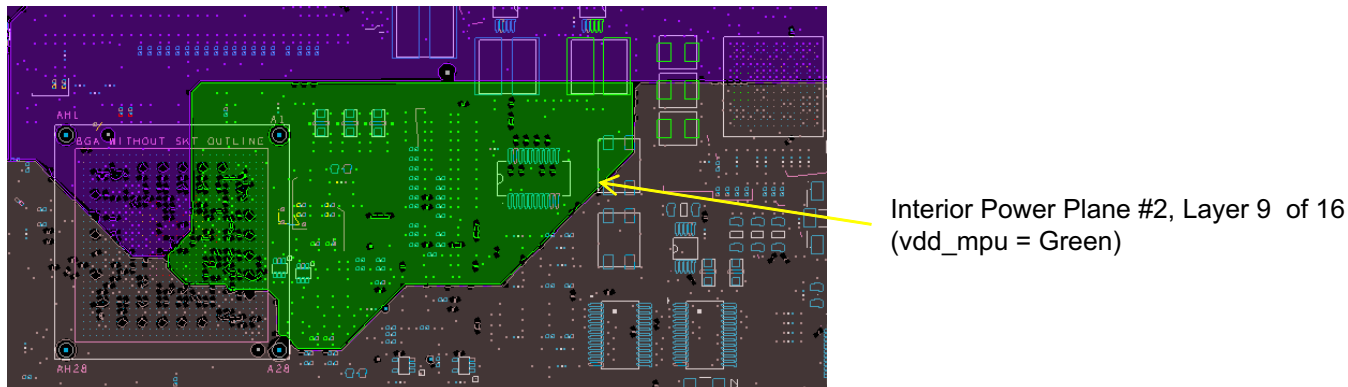 AH1
A1
BGA WITHOUT SKT OUTLINE
AH28
A28
Interior Power Plane #2, Layer 9 of 16
(vdd_mpu = Green)